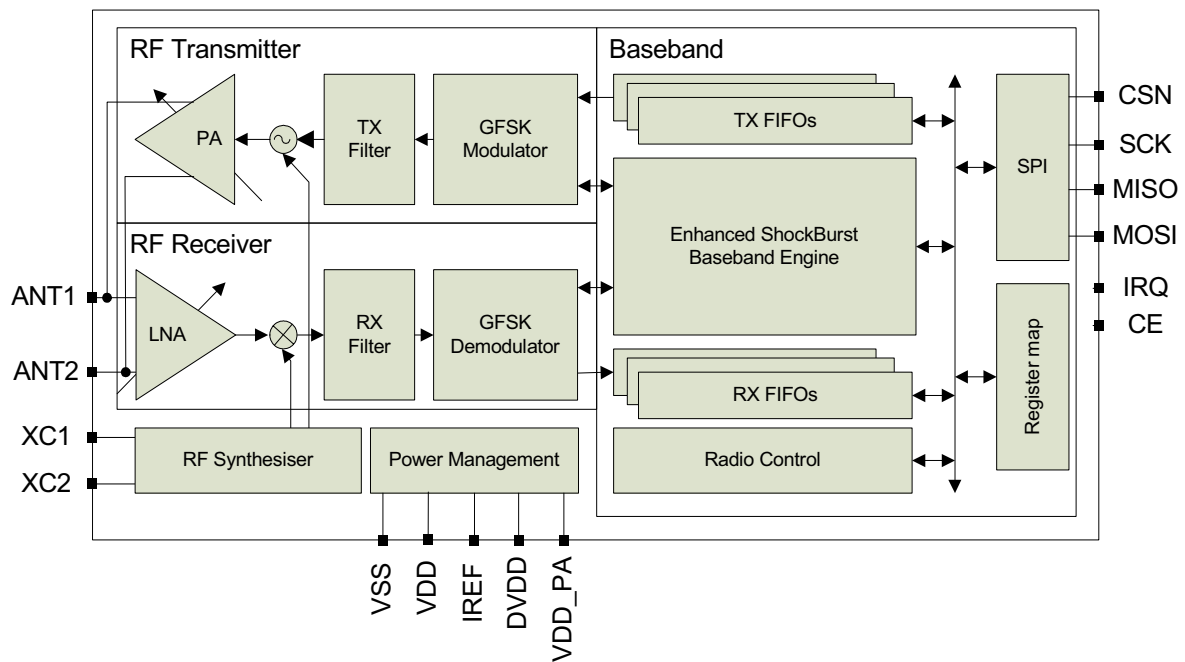 RF Transmitter
Baseband
PA
TX
Filter
GFSK
Modulator
TX FIFOs
SPI
CSN
SCK
MISO
MOSI
Enhanced ShockBurst
Baseband Engine
RF Receiver
ANT1
ANT2
LNA
RX
Filter
GFSK
Demodulator
RX FIFOs
Register map
IRQ
CE
XC1
XC2
RF Synthesiser
Power Management
Radio Control
VSS
VDD
IREF
DVDD
VDD_PA